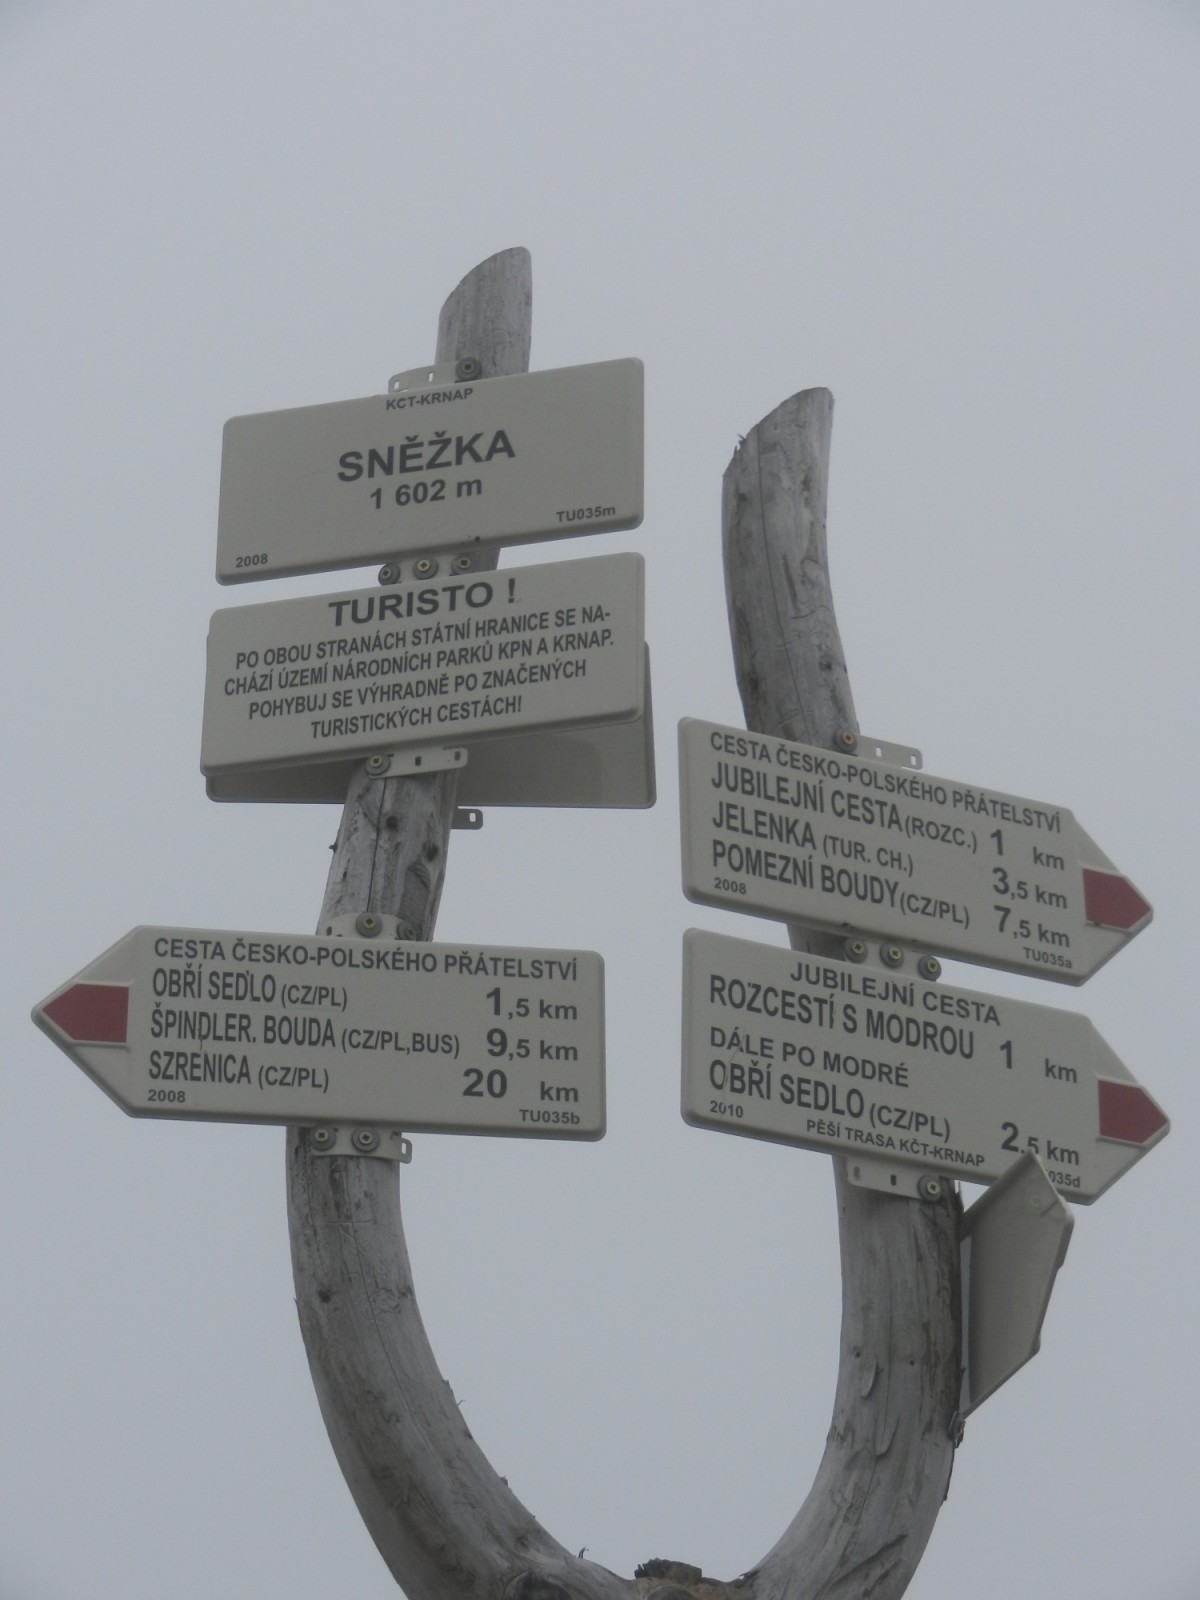 KCT-KRNAP
SNĚŽKA
1 602 m
TU035m
2008
TURISTO !
PO OBOU STRANÁCH STÁTNÍ HRANICE SE NA-
CHÁZÍ ÚZEMÍ NÁRODNÍCH PARKŮ KPN A KRNAP.
POHYBUJ SE VÝHRADNĚ PO ZNAČENÝCH
TURISTICKÝCH CESTÁCH!
CESTA ČESKO-POLSKÉHO PŘÁTELSTVÍ
JUBILEJNÍ CESTA (ROZC.) 1 km
JELENKA (TUR. CH.) 3,5 km
POMEZNÍ BOUDY (CZ/PL) 7,5 km
2008 TU035a
CESTA ČESKO-POLSKÉHO PŘÁTELSTVÍ
OBŘÍ SEDLO (CZ/PL) 1,5 km
ŠPINDLER. BOUDA (CZ/PL,BUS) 9,5 km
SZRENICA (CZ/PL) 20 km
2008 TU035b
JUBILEJNÍ CESTA
ROZCESTÍ S MODROU 1 km
DÁLE PO MODRÉ
OBŘÍ SEDLO (CZ/PL) 2,5 km
2010 PĚŠÍ TRASA KČT-KRNAP 035d